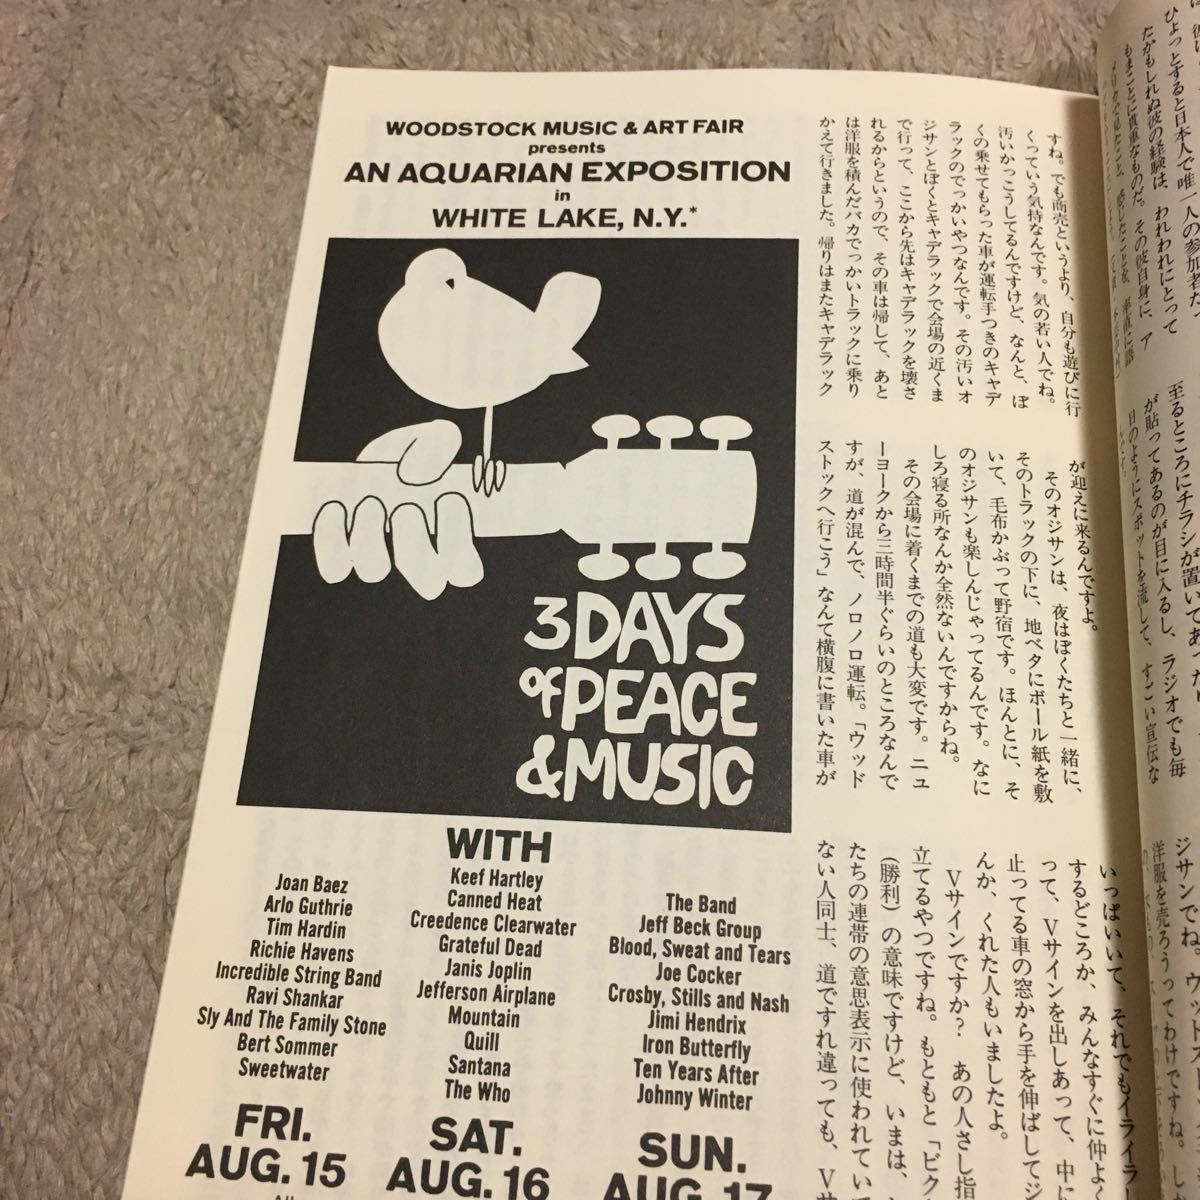 WOODSTOCK MUSIC & ART FAIR
presents
AN AQUARIAN EXPOSITION
in
WHITE LAKE, N.Y.*
3 DAYS
of PEACE
& MUSIC
WITH
Joan Baez
Arlo Guthrie
Tim Hardin
Richie Havens
Incredible String Band
Ravi Shankar
Sly And The Family Stone
Bert Sommer
Sweetwater
FRI.
AUG. 15
Keef Hartley
Canned Heat
Creedence Clearwater
Grateful Dead
Janis Joplin
Jefferson Airplane
Mountain
Quill
Santana
The Who
SAT.
AUG. 16
The Band
Jeff Beck Group
Blood, Sweat and Tears
Joe Cocker
Crosby, Stills and Nash
Jimi Hendrix
Iron Butterfly
Ten Years After
Johnny Winter
SUN.
AUG. 17
ひょっとすると日本人で唯一人の参加者だっ
たかもしれぬ彼の経験は、われわれにとって
もまことに貴重なものだ。その彼自身に、ア
至るところにチラシが置いてあった
が貼ってあるのが目に入るし、ラジオでも毎
日のようにスポットを流して、すごい宣伝な
ジサンでね。ウッドス
洋服を売ろうってわけですね。し
すね。でも商売というより、自分も遊びに行
くっていう気持なんです。気の若い人でね。
汚いかっこうしてるんですけど、なんと、ぼ
くの乗せてもらった車が運転手つきのキャデ
ラックのでっかいやつなんです。その汚いオ
ジサンとぼくとキャデラックで会場の近くま
で行って、ここから先はキャデラックを壊さ
れるからというので、その車は帰して、あと
は洋服を積んだバカでっかいトラックに乗り
かえて行きました。帰りはまたキャデラック
が迎えに来るんですよ。
そのオジサンは、夜はぼくたちと一緒に、
そのトラックの下に、地ベタにボール紙を敷
いて、毛布かぶって野宿です。ほんとに、そ
のオジサンも楽しんじゃってるんです。なに
しろ寝る所なんか全然ないんですからね。
その会場に着くまでの道も大変です。ニュ
ーヨークから三時間半ぐらいのところなんで
すが、道が混んで、ノロノロ運転。「ウッド
ストックへ行こう」なんて横腹に書いた車が
いっぱいいて、それでもイライラ
するどころか、みんなすぐに仲よ
って、Vサインを出しあって、中に
止ってる車の窓から手を伸ばしてジ
んか、くれた人もいましたよ。
Vサインですか？　あの人さし指
立てるやつですね。もともと「ビク
（勝利）の意味ですけど、いまは、
たちの連帯の意思表示に使われてい
ない人同士、道ですれ違っても、V